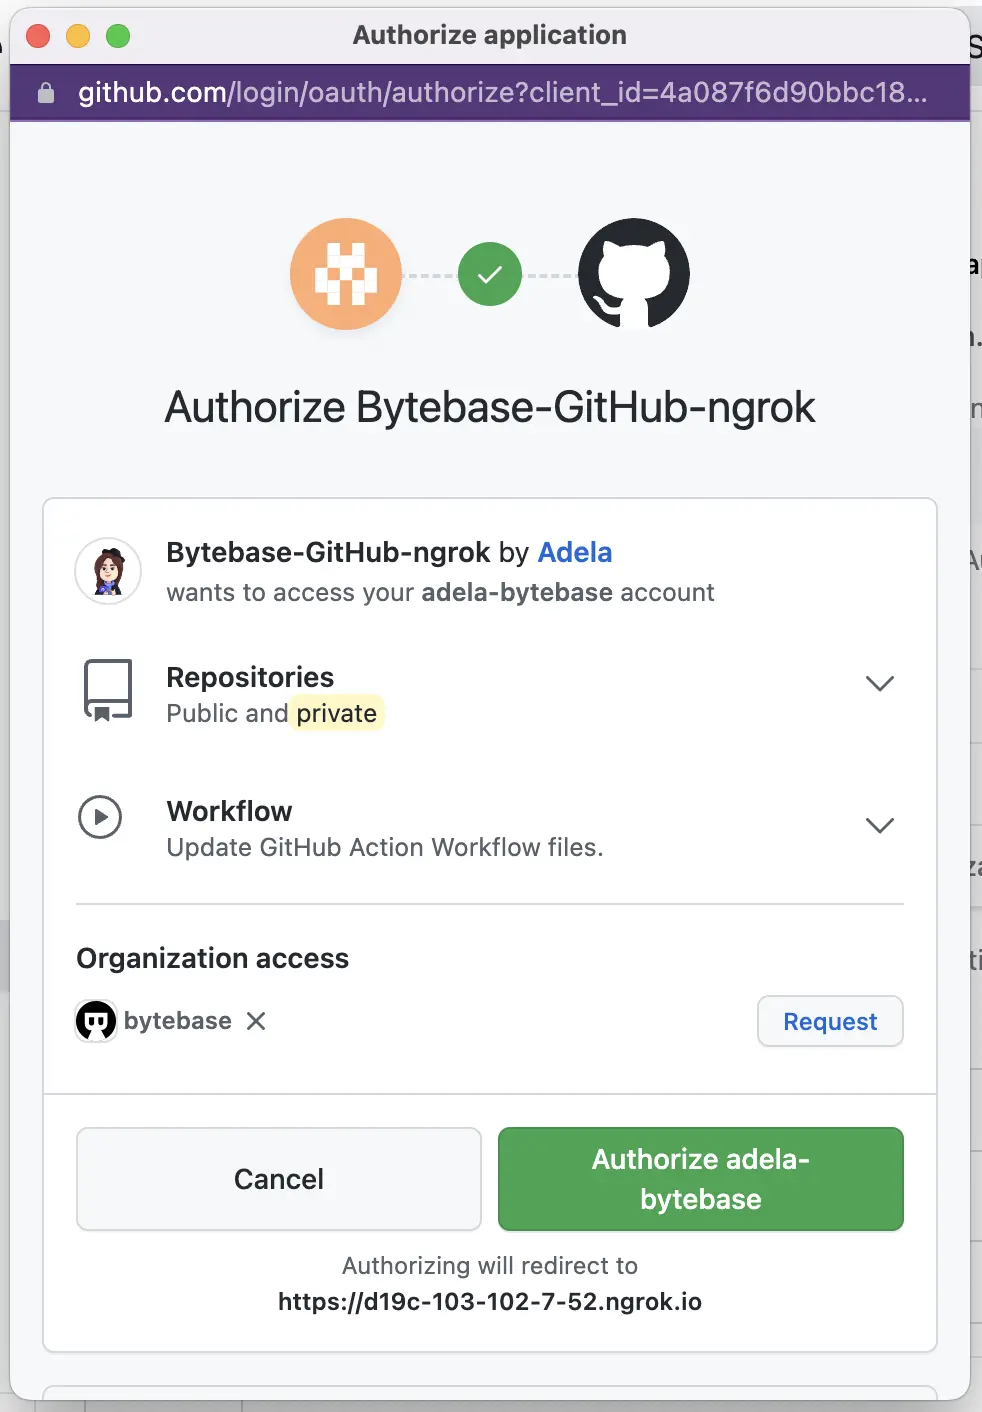 Authorize application
github.com/login/oauth/authorize?client_id=4a087f6d90bbc18...
Authorize Bytebase-GitHub-ngrok
Bytebase-GitHub-ngrok by Adela
wants to access your adela-bytebase account
Repositories
Public and private
Workflow
Update GitHub Action Workflow files.
Organization access
bytebase
Request
Cancel
Authorize adela-
bytebase
Authorizing will redirect to
https://d19c-103-102-7-52.ngrok.io